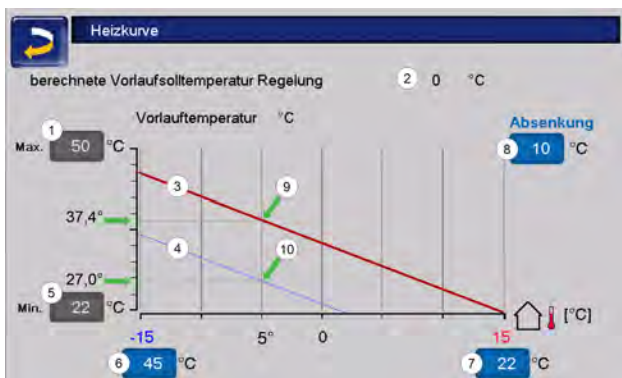 Heizkurve
berechnete Vorlaufsolltemperatur Regelung 2 0 °C
Vorlauftemperatur °C
Absenkung
1
Max. 50 °C
8 10 °C
3
9
37,4°
4
10
27,0°
5
Min. 22 °C
[°C]
-15 5° 0 15
6 45 °C
7 22 °C